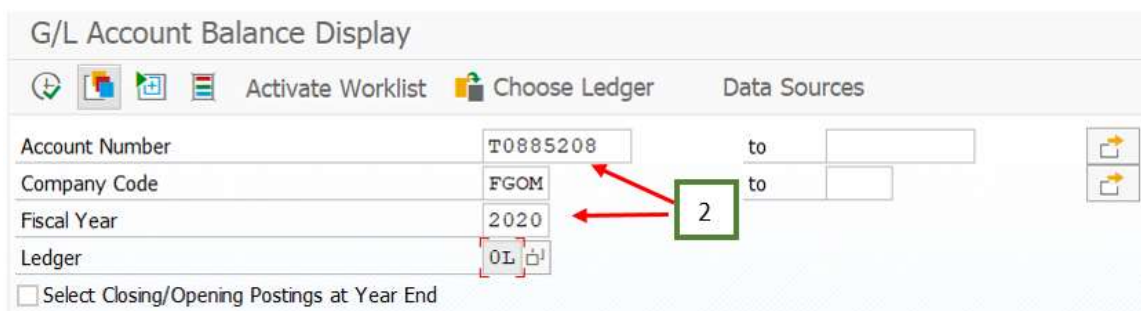 G/L Account Balance Display
Activate Worklist Choose Ledger Data Sources
Account Number T0885208 to
Company Code FGOM to
Fiscal Year 2020 2
Ledger 0L
Select Closing/Opening Postings at Year End